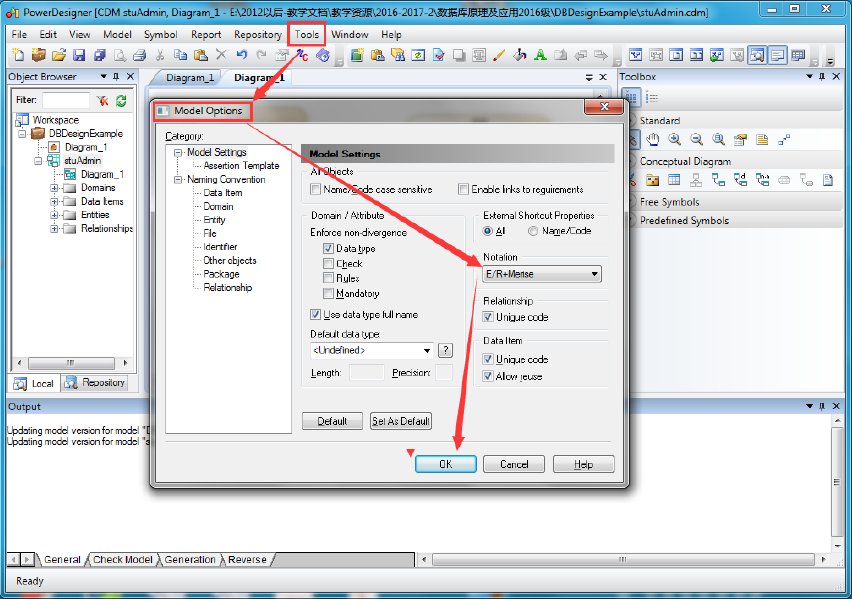 PowerDesigner [CDM stuAdmin, Diagram_1 - E:\2012以后-教学文档\教学资源\2016-2017-2\数据库原理及应用2016级\DBDesignExample\stuAdmin.cdm]
File Edit View Model Symbol Report Repository Tools Window Help
Object Browser
Diagram_1 Diagram_1
Toolbox
Filter:
Workspace
DBDesignExample
Diagram_1
stuAdmin
Diagram_1
Domains
Data Items
Entities
Relationships
Local Repository
Standard
Conceptual Diagram
Free Symbols
Predefined Symbols
Model Options
Category:
Model Settings
Assertion Template
Naming Convention
Data Item
Domain
Entity
File
Identifier
Other objects
Package
Relationship
Model Settings
All Objects
Name/Code case sensitive
Enable links to requirements
Domain / Attribute
Enforce non-divergence
Data type
Check
Rules
Mandatory
Use data type full name
Default data type:
<Undefined>
?
Length:
Precision:
External Shortcut Properties
All
Name/Code
Notation
E/R+Merise
Relationship
Unique code
Data Item
Unique code
Allow reuse
Default
Set As Default
OK
Cancel
Help
Output
Updating model version for model "D
Updating model version for model "s
General Check Model Generation Reverse
Ready